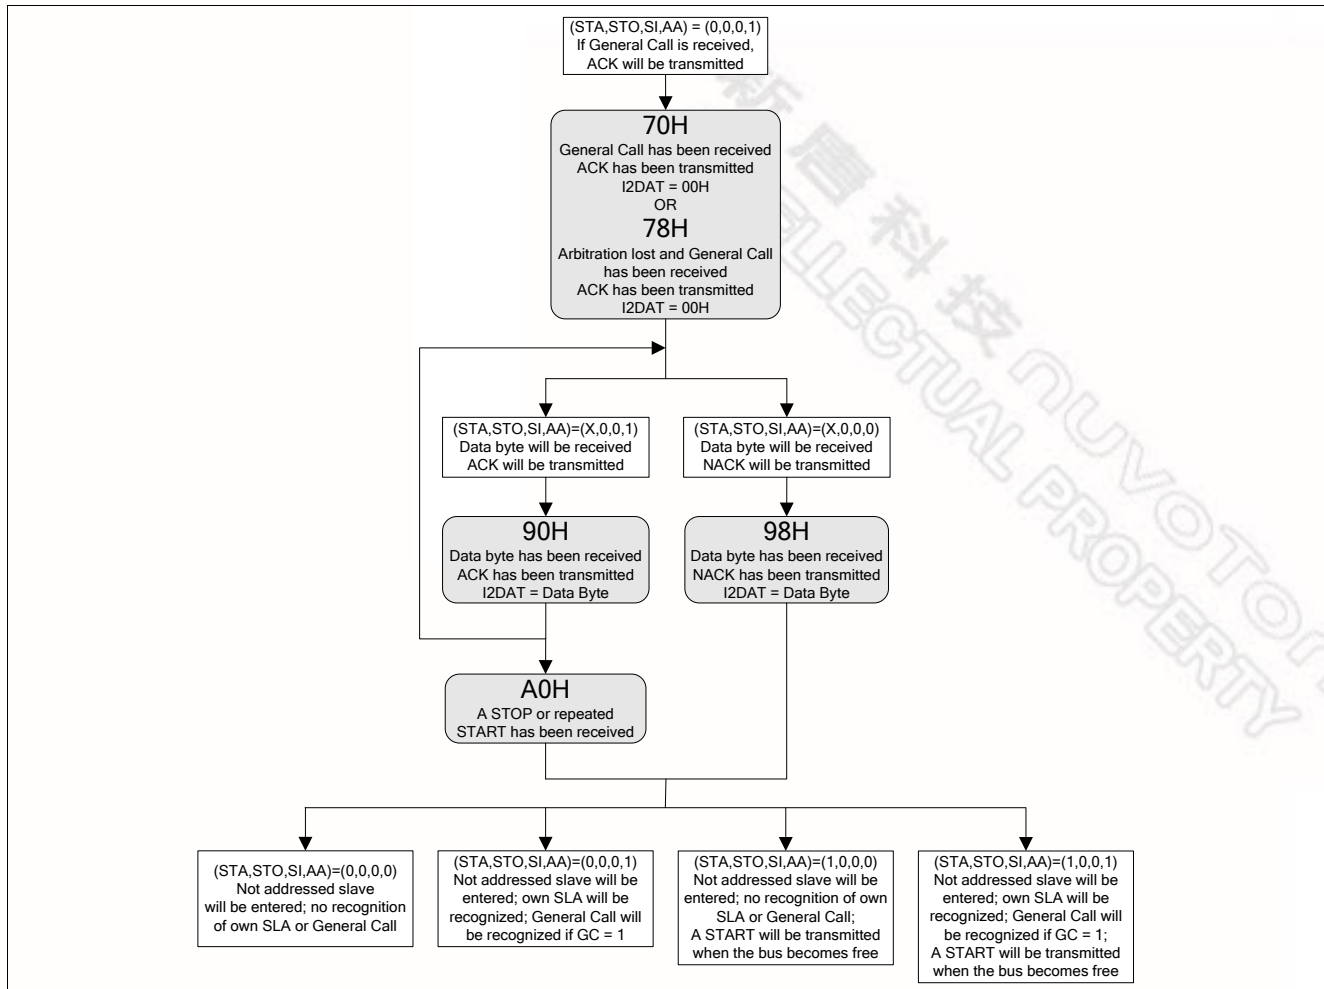 (STA,STO,SI,AA) = (0,0,0,1)
If General Call is received,
ACK will be transmitted
70H
General Call has been received
ACK has been transmitted
I2DAT = 00H
OR
78H
Arbitration lost and General Call
has been received
ACK has been transmitted
I2DAT = 00H
(STA,STO,SI,AA)=(X,0,0,1)
Data byte will be received
ACK will be transmitted
(STA,STO,SI,AA)=(X,0,0,0)
Data byte will be received
NACK will be transmitted
90H
Data byte has been received
ACK has been transmitted
I2DAT = Data Byte
98H
Data byte has been received
NACK has been transmitted
I2DAT = Data Byte
A0H
A STOP or repeated
START has been received
(STA,STO,SI,AA)=(0,0,0,0)
Not addressed slave
will be entered; no recognition
of own SLA or General Call
(STA,STO,SI,AA)=(0,0,0,1)
Not addressed slave will be
entered; own SLA will be
recognized; General Call will
be recognized if GC = 1
(STA,STO,SI,AA)=(1,0,0,0)
Not addressed slave will be
entered; no recognition of own
SLA or General Call;
A START will be transmitted
when the bus becomes free
(STA,STO,SI,AA)=(1,0,0,1)
Not addressed slave will be
entered; own SLA will be
recognized; General Call will
be recognized if GC = 1;
A START will be transmitted
when the bus becomes free
新唐科技 nuvoTon
PROPERTY